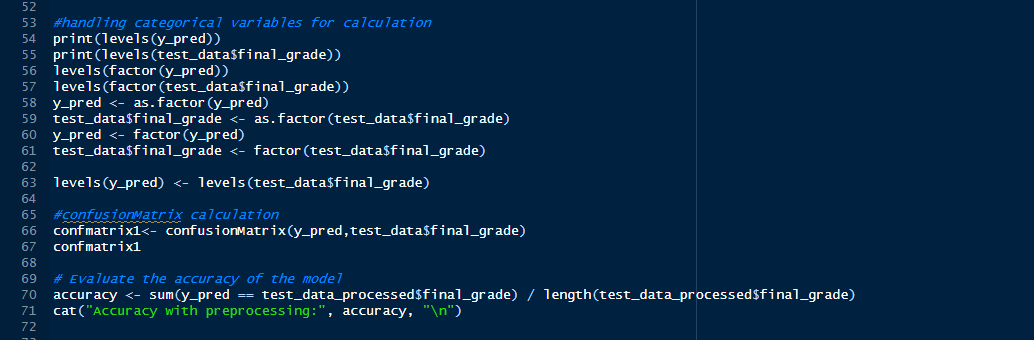 52
53 #handling categorical variables for calculation
54 print(levels(y_pred))
55 print(levels(test_data$final_grade))
56 levels(factor(y_pred))
57 levels(factor(test_data$final_grade))
58 y_pred <- as.factor(y_pred)
59 test_data$final_grade <- as.factor(test_data$final_grade)
60 y_pred <- factor(y_pred)
61 test_data$final_grade <- factor(test_data$final_grade)
62
63 levels(y_pred) <- levels(test_data$final_grade)
64
65 #confusionMatrix calculation
66 confmatrix1<- confusionMatrix(y_pred,test_data$final_grade)
67 confmatrix1
68
69 # Evaluate the accuracy of the model
70 accuracy <- sum(y_pred == test_data_processed$final_grade) / length(test_data_processed$final_grade)
71 cat("Accuracy with preprocessing:", accuracy, "\n")
72